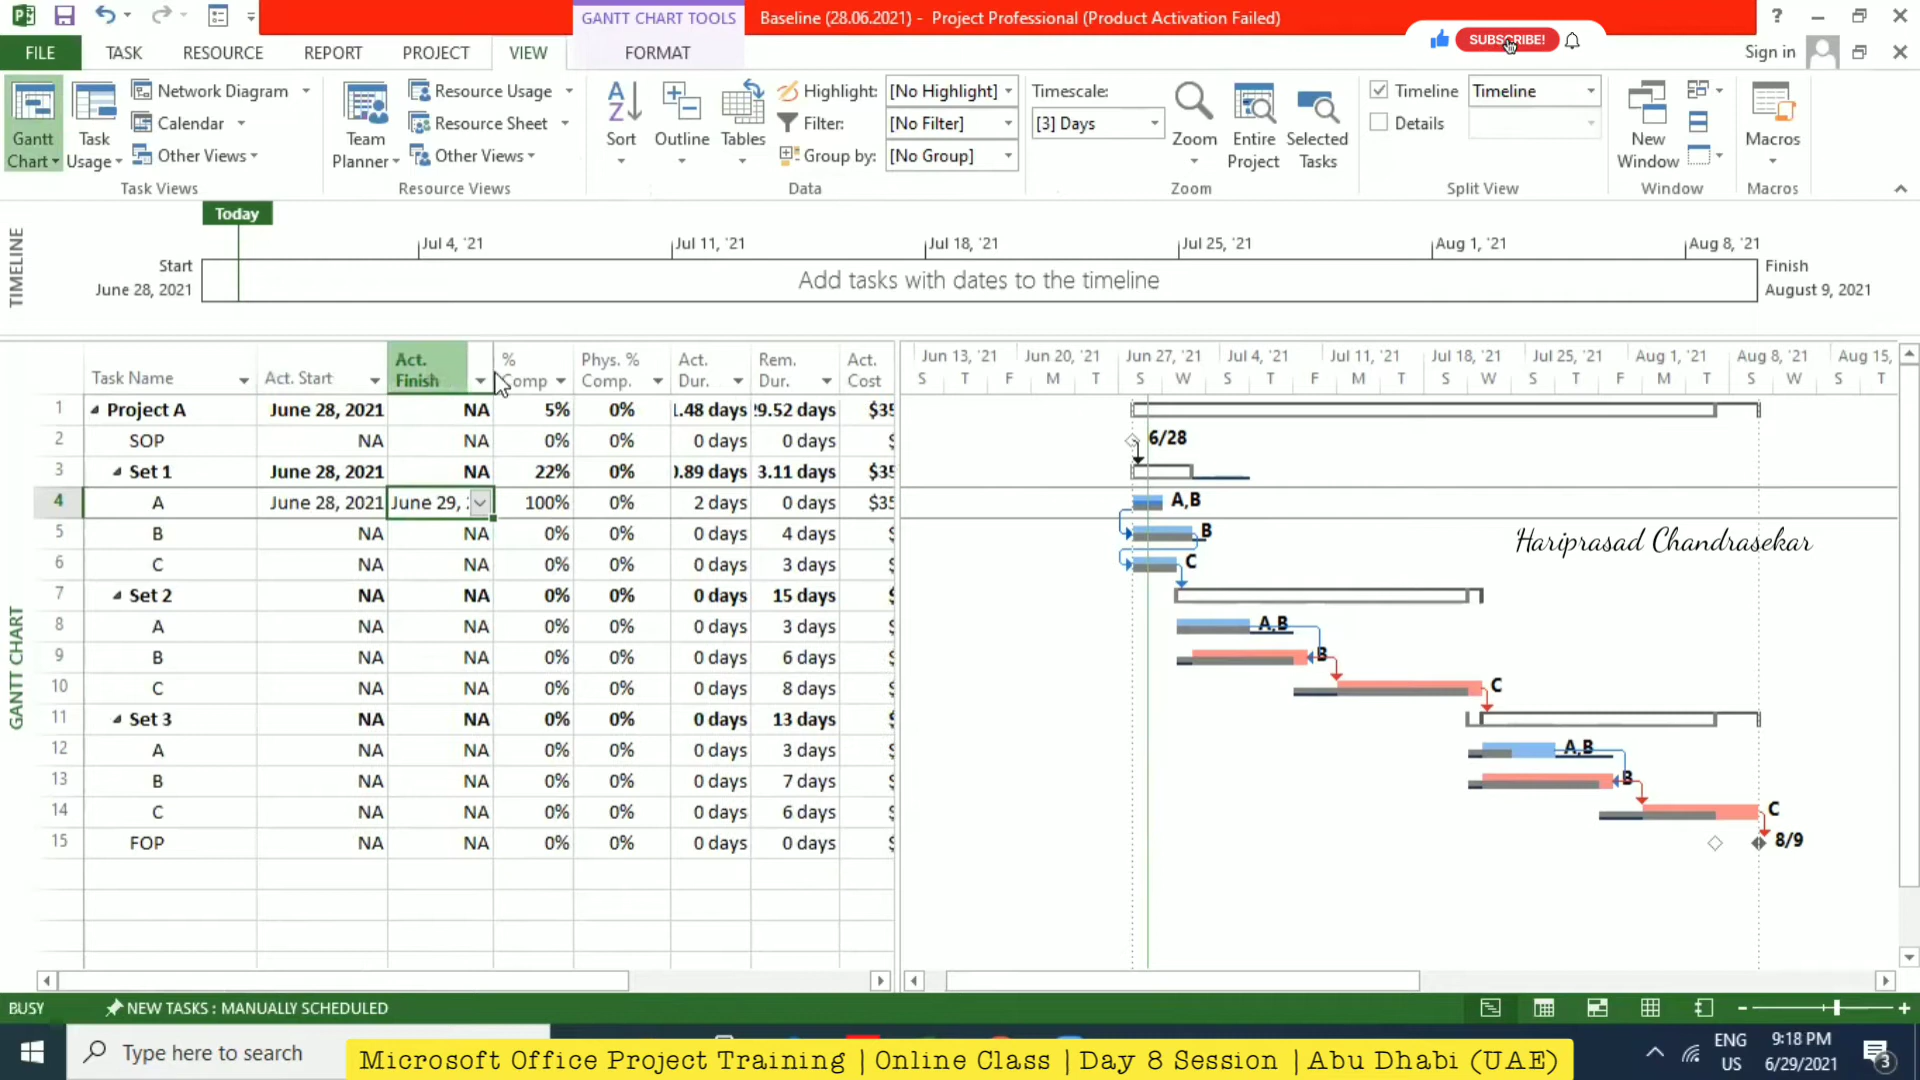 GANTT CHART TOOLS
Baseline (28.06.2021) - Project Professional (Product Activation Failed)
SUBSCRIBE!
FILE TASK RESOURCE REPORT PROJECT VIEW FORMAT Sign in
Gantt Chart
Task Usage
Network Diagram
Calendar
Other Views
Task Views
Team Planner
Resource Usage
Resource Sheet
Other Views
Resource Views
Sort
Outline
Tables
Highlight: [No Highlight]
Filter: [No Filter]
Group by: [No Group]
Data
Timescale:
[3] Days
Zoom
Entire Project
Selected Tasks
Zoom
Timeline Timeline
Details
Split View
New Window
Window
Macros
Macros
TIMELINE
Today
Jul 4, '21 Jul 11, '21 Jul 18, '21 Jul 25, '21 Aug 1, '21 Aug 8, '21
Start
June 28, 2021
Add tasks with dates to the timeline
Finish
August 9, 2021
GANTT CHART
Task Name Act. Start Act. Finish % Comp Phys. % Comp. Act. Dur. Rem. Dur. Act. Cost
1 Project A June 28, 2021 NA 5% 0% 1.48 days 29.52 days $35
2 SOP NA NA 0% 0% 0 days 0 days $
3 Set 1 June 28, 2021 NA 22% 0% 0.89 days 3.11 days $35
4 A June 28, 2021 June 29, 100% 0% 2 days 0 days $35
5 B NA NA 0% 0% 0 days 4 days $
6 C NA NA 0% 0% 0 days 3 days $
7 Set 2 NA NA 0% 0% 0 days 15 days $
8 A NA NA 0% 0% 0 days 3 days $
9 B NA NA 0% 0% 0 days 6 days $
10 C NA NA 0% 0% 0 days 8 days $
11 Set 3 NA NA 0% 0% 0 days 13 days $
12 A NA NA 0% 0% 0 days 3 days $
13 B NA NA 0% 0% 0 days 7 days $
14 C NA NA 0% 0% 0 days 6 days $
15 FOP NA NA 0% 0% 0 days 0 days $
Jun 13, '21 Jun 20, '21 Jun 27, '21 Jul 4, '21 Jul 11, '21 Jul 18, '21 Jul 25, '21 Aug 1, '21 Aug 8, '21 Aug 15,
S T F M T S W S T F M T S W S T F M T S W S T
6/28
A,B
B
C
A,B
B
C
A,B
B
C
8/9
Hariprasad Chandrasekar
BUSY NEW TASKS : MANUALLY SCHEDULED
Type here to search
Microsoft Office Project Training | Online Class | Day 8 Session | Abu Dhabi (UAE)
ENG
US
9:18 PM
6/29/2021
3